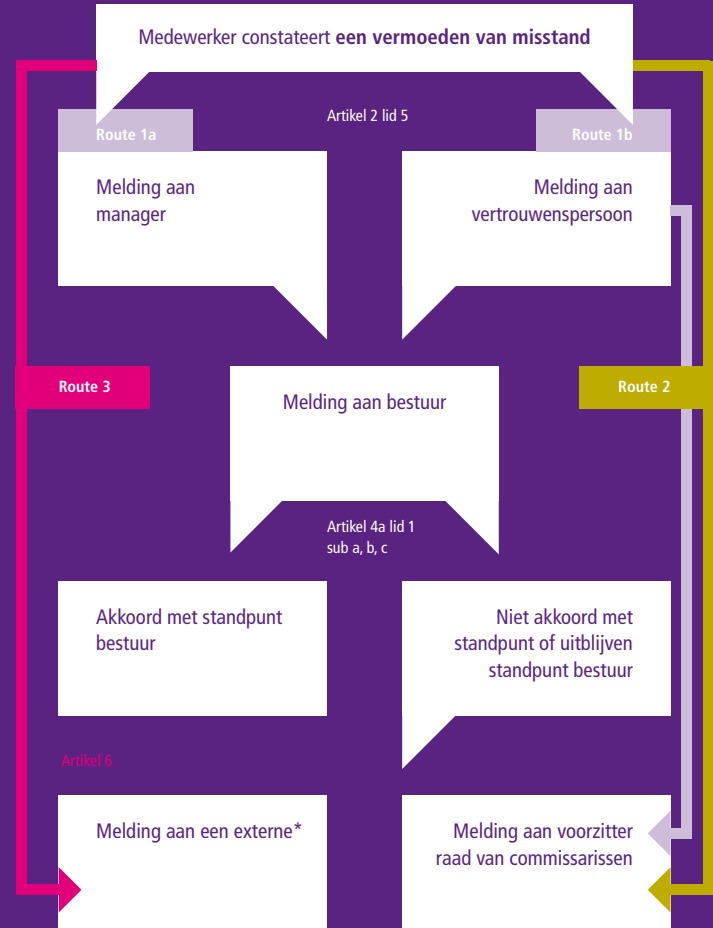 Medewerker constateert een vermoeden van misstand
Artikel 2 lid 5
Route 1a
Route 1b
Melding aan
manager
Melding aan
vertrouwenspersoon
Route 3
Melding aan bestuur
Route 2
Artikel 4a lid 1
sub a, b, c
Akkoord met standpunt
bestuur
Niet akkoord met
standpunt of uitblijven
standpunt bestuur
Artikel 6
Melding aan een externe*
Melding aan voorzitter
raad van commissarissen